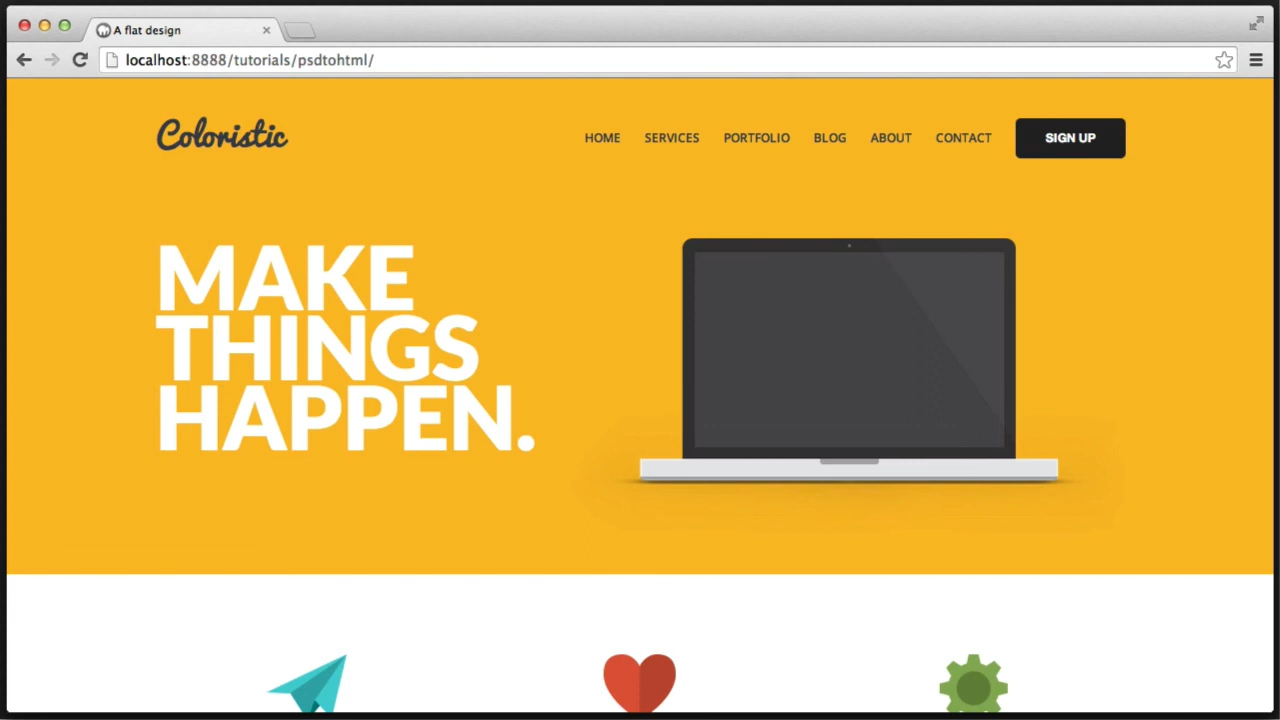 A flat design
localhost:8888/tutorials/psdtohtml/
Coloristic
HOME SERVICES PORTFOLIO BLOG ABOUT CONTACT SIGN UP
MAKE
THINGS
HAPPEN.